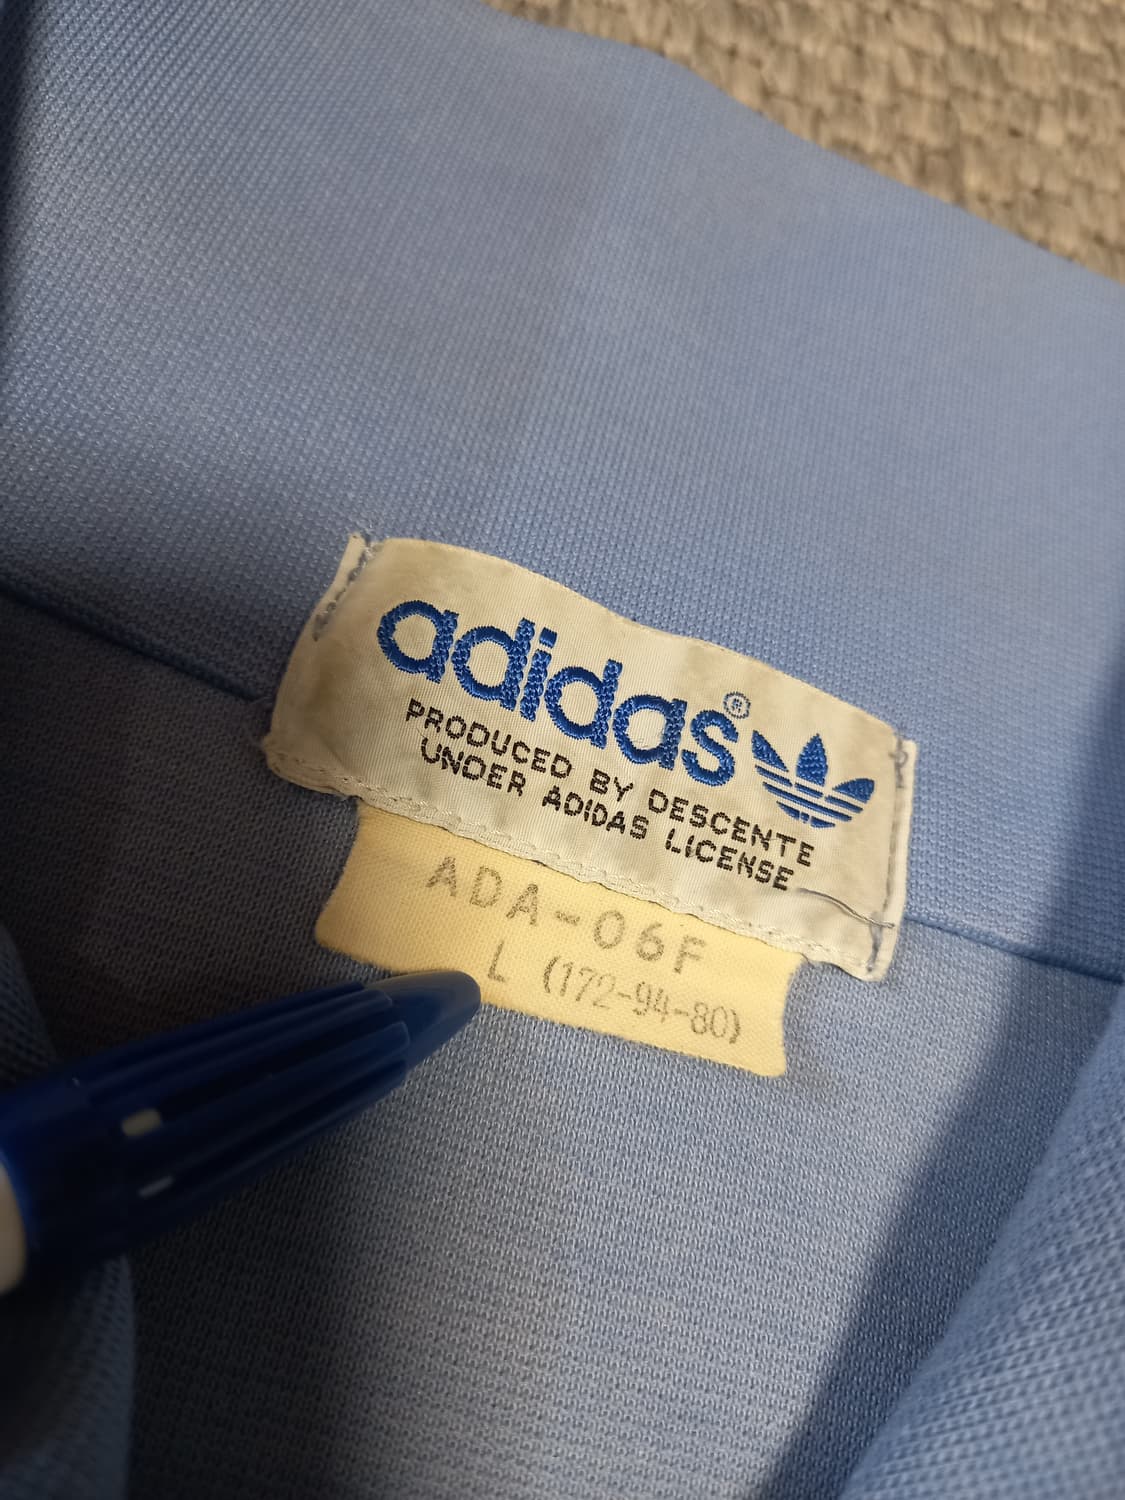 adidas®
PRODUCED BY DESCENTE
UNDER ADIDAS LICENSE
ADA-06F
L (172-94-80)